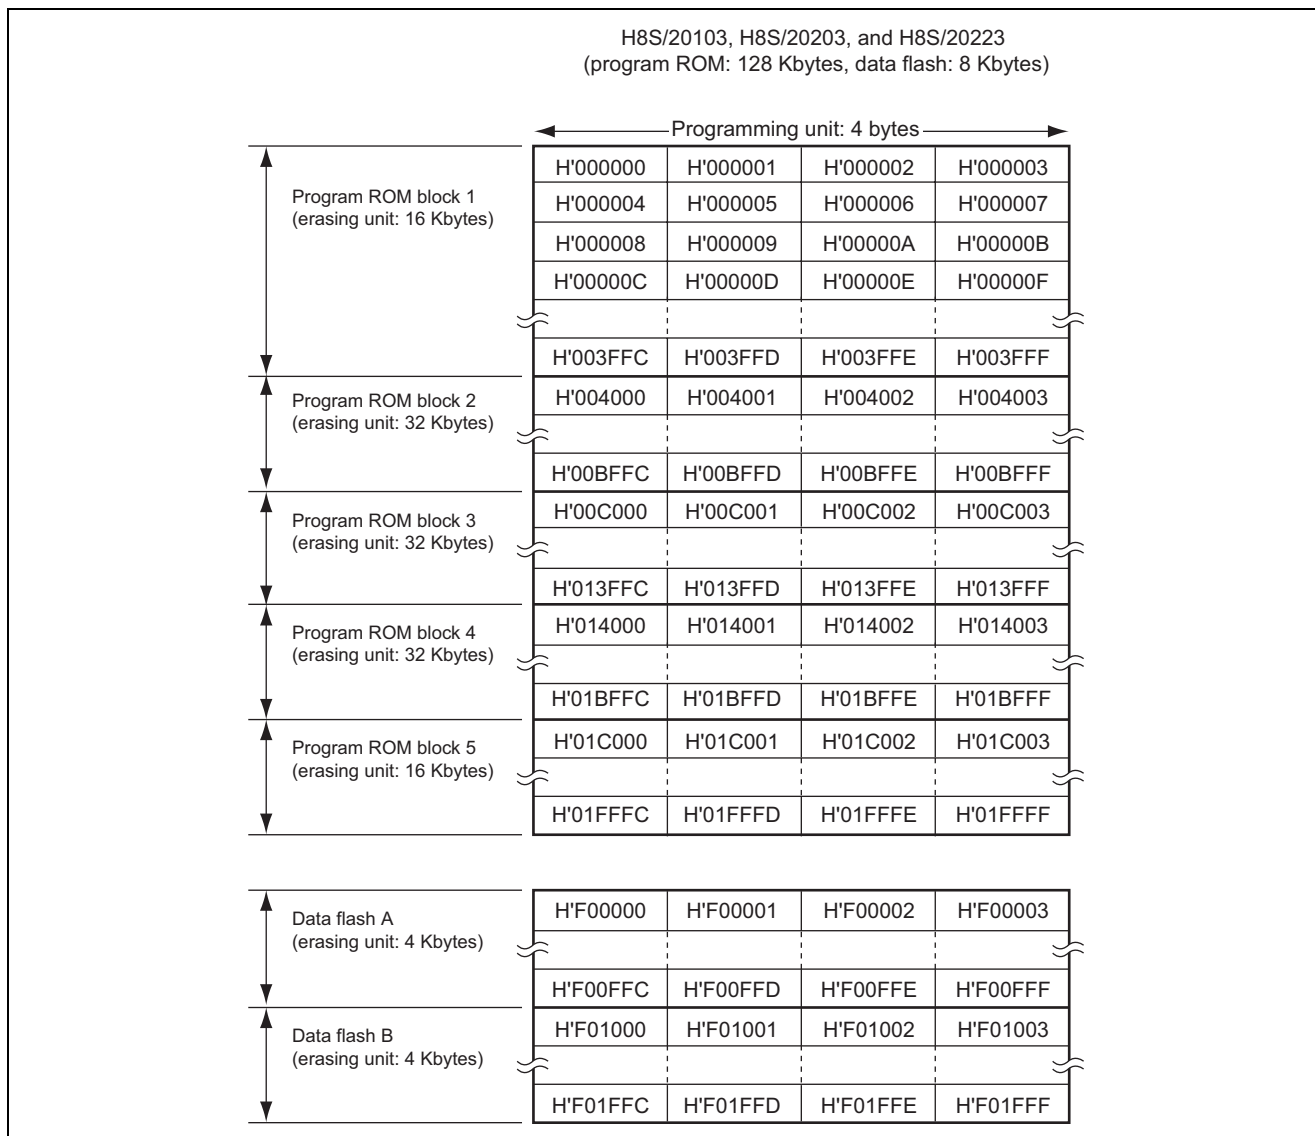 H8S/20103, H8S/20203, and H8S/20223
(program ROM: 128 Kbytes, data flash: 8 Kbytes)
Programming unit: 4 bytes
Program ROM block 1
(erasing unit: 16 Kbytes)
H'000000 H'000001 H'000002 H'000003
H'000004 H'000005 H'000006 H'000007
H'000008 H'000009 H'00000A H'00000B
H'00000C H'00000D H'00000E H'00000F
H'003FFC H'003FFD H'003FFE H'003FFF
Program ROM block 2
(erasing unit: 32 Kbytes)
H'004000 H'004001 H'004002 H'004003
H'00BFFC H'00BFFD H'00BFFE H'00BFFF
Program ROM block 3
(erasing unit: 32 Kbytes)
H'00C000 H'00C001 H'00C002 H'00C003
H'013FFC H'013FFD H'013FFE H'013FFF
Program ROM block 4
(erasing unit: 32 Kbytes)
H'014000 H'014001 H'014002 H'014003
H'01BFFC H'01BFFD H'01BFFE H'01BFFF
Program ROM block 5
(erasing unit: 16 Kbytes)
H'01C000 H'01C001 H'01C002 H'01C003
H'01FFFC H'01FFFD H'01FFFE H'01FFFF
Data flash A
(erasing unit: 4 Kbytes)
H'F00000 H'F00001 H'F00002 H'F00003
H'F00FFC H'F00FFD H'F00FFE H'F00FFF
Data flash B
(erasing unit: 4 Kbytes)
H'F01000 H'F01001 H'F01002 H'F01003
H'F01FFC H'F01FFD H'F01FFE H'F01FFF